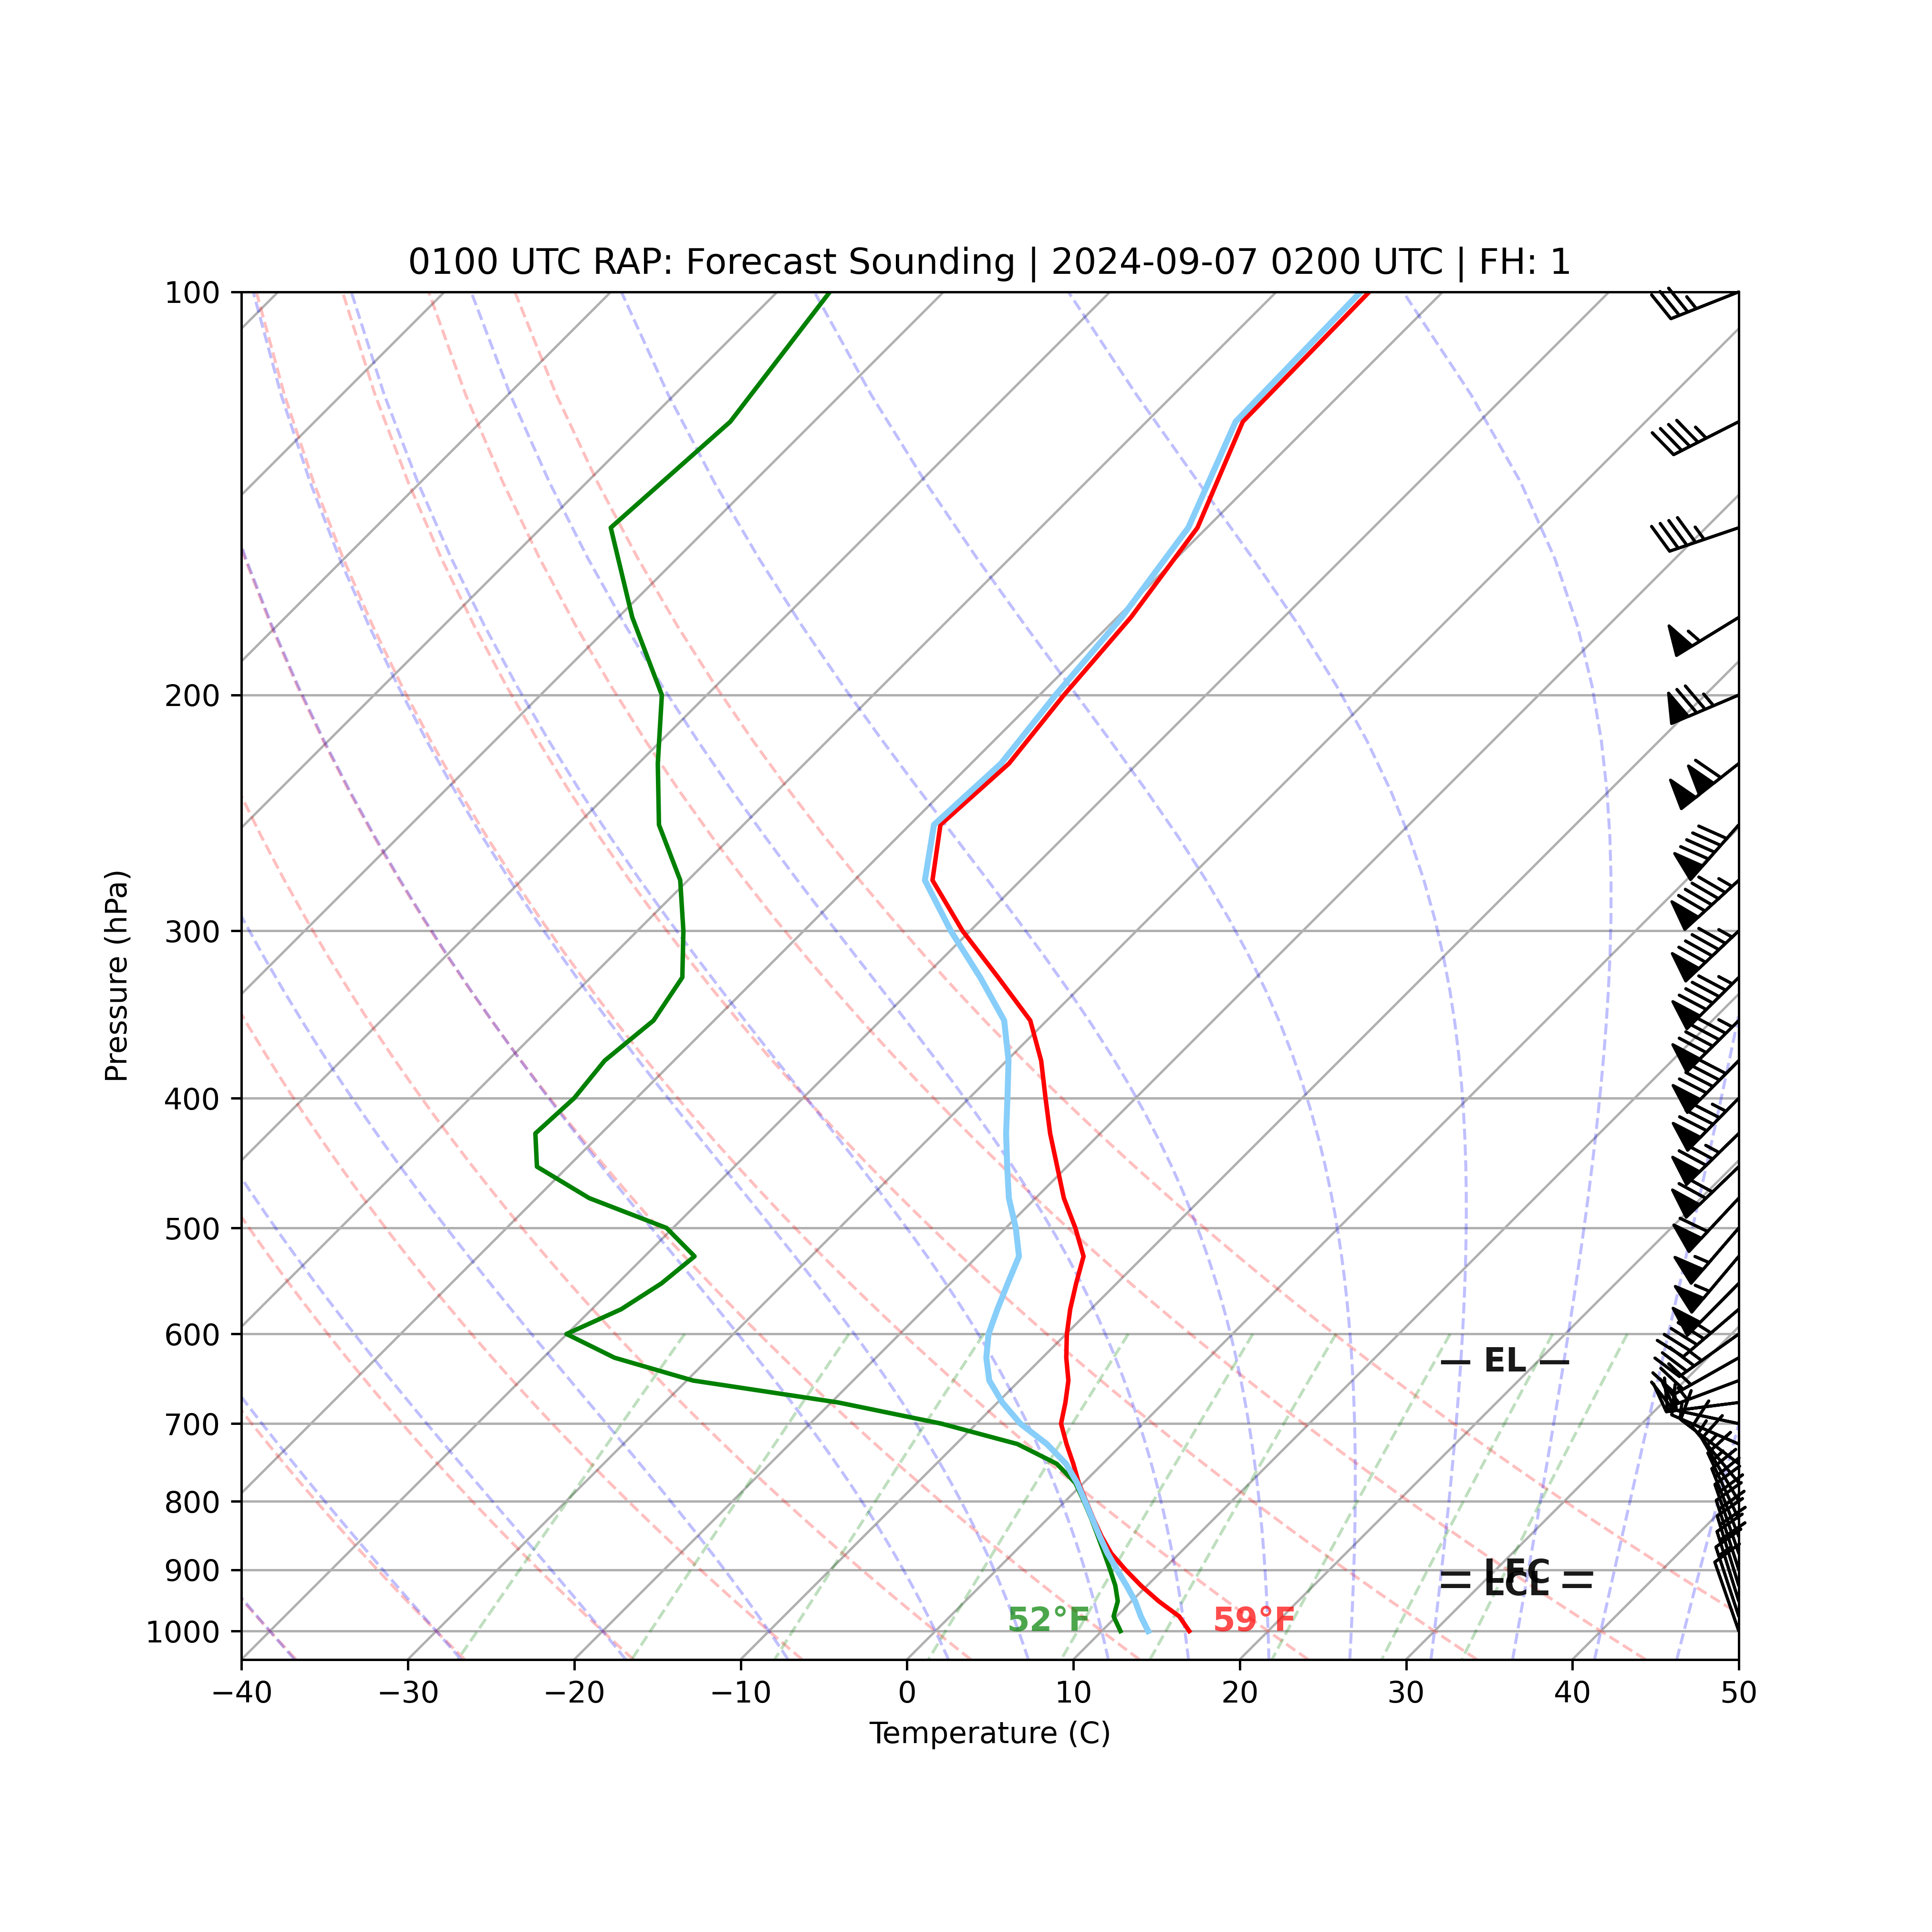 0100 UTC RAP: Forecast Sounding | 2024-09-07 0200 UTC | FH: 1
100
200
300
400
500
600
700
800
900
1000
Pressure (hPa)
— EL —
— LFC —
— LCL —
52°F
59°F
−40 −30 −20 −10 0 10 20 30 40 50
Temperature (C)